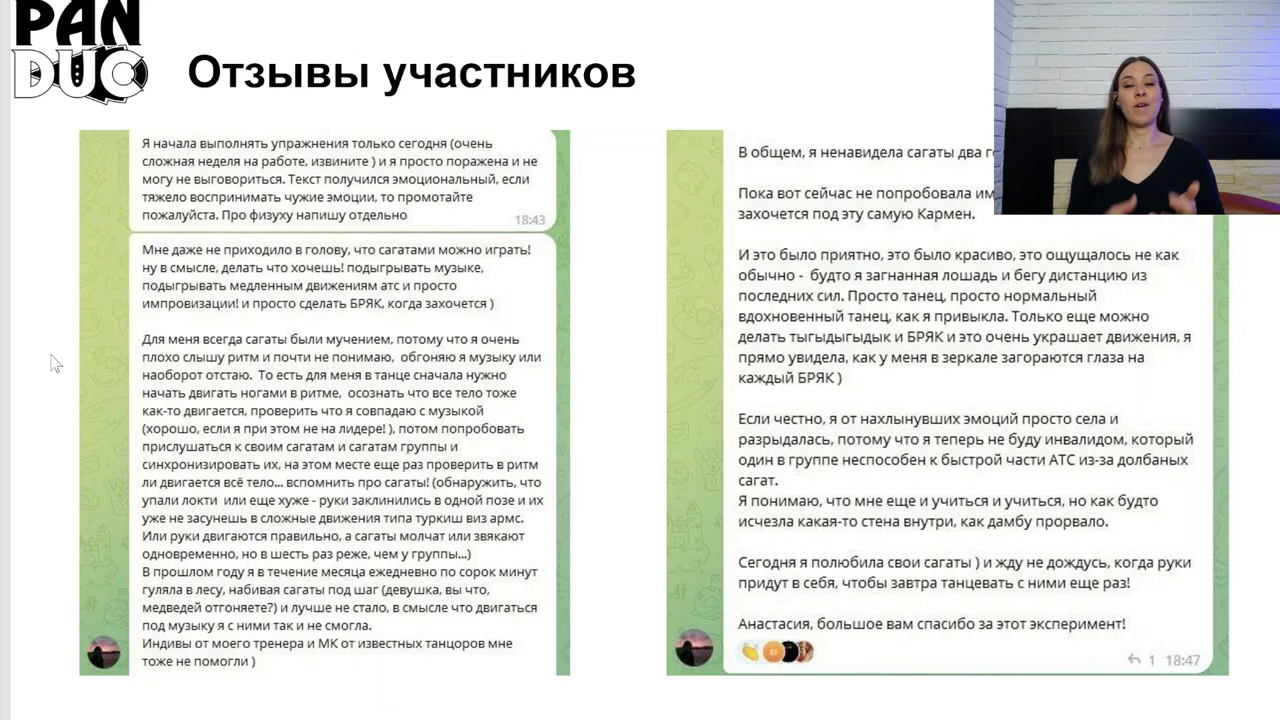 PAN
DUC
Отзывы участников
Я начала выполнять упражнения только сегодня (очень
сложная неделя на работе, извините ) и я просто поражена и не
могу не выговориться. Текст получился эмоциональный, если
тяжело воспринимать чужие эмоции, то промотайте
пожалуйста. Про физуху напишу отдельно
18:43
Мне даже не приходило в голову, что сагатами можно играть!
ну в смысле, делать что хочешь! подыгрывать музыке,
подыгрывать медленным движениям атс и просто
импровизации! и просто сделать БРЯК, когда захочется )
Для меня всегда сагаты были мучением, потому что я очень
плохо слышу ритм и почти не понимаю, обгоняю я музыку или
наоборот отстаю. То есть для меня в танце сначала нужно
начать двигать ногами в ритме, осознать что все тело тоже
как-то двигается, проверить что я совпадаю с музыкой
(хорошо, если я при этом не на лидере! ), потом попробовать
прислушаться к своим сагатам и сагатам группы и
синхронизировать их, на этом месте еще раз проверить в ритм
ли двигается всё тело... вспомнить про сагаты! (обнаружить, что
упали локти или еще хуже - руки заклинились в одной позе и их
уже не засунешь в сложные движения типа туркиш виз армс.
Или руки двигаются правильно, а сагаты молчат или звякают
одновременно, но в шесть раз реже, чем у группы...)
В прошлом году я в течение месяца ежедневно по сорок минут
гуляла в лесу, набивая сагаты под шаг (девушка, вы что,
медведей отгоняете?) и лучше не стало, в смысле что двигаться
под музыку я с ними так и не смогла.
Индивы от моего тренера и МК от известных танцоров мне
тоже не помогли )
В общем, я ненавидела сагаты два
Пока вот сейчас не попробовала
захочется под эту самую Кармен.
И это было приятно, это было красиво, это ощущалось не как
обычно - будто я загнанная лошадь и бегу дистанцию из
последних сил. Просто танец, просто нормальный
вдохновенный танец, как я привыкла. Только еще можно
делать тыгыдыгыдык и БРЯК и это очень украшает движения, я
прямо увидела, как у меня в зеркале загораются глаза на
каждый БРЯК )
Если честно, я от нахлынувших эмоций просто села и
разрыдалась, потому что я теперь не буду инвалидом, который
один в группе неспособен к быстрой части АТС из-за долбаных
сагат.
Я понимаю, что мне еще и учиться и учиться, но как будто
исчезла какая-то стена внутри, как дамбу прорвало.
Сегодня я полюбила свои сагаты ) и жду не дождусь, когда руки
придут в себя, чтобы завтра танцевать с ними еще раз!
Анастасия, большое вам спасибо за этот эксперимент!
1 18:47